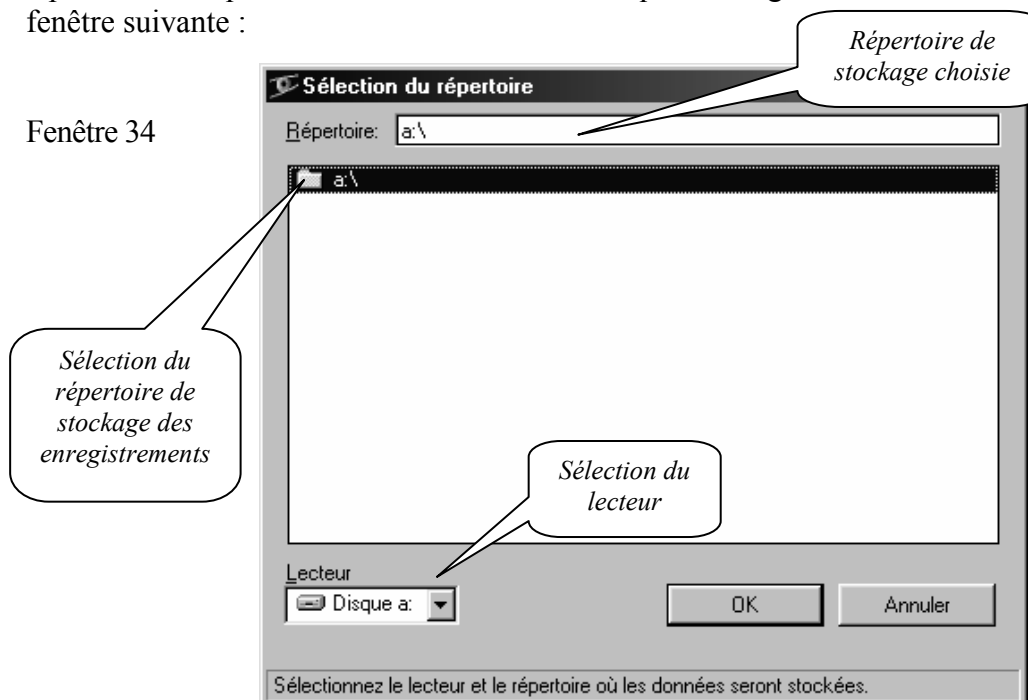 fenêtre suivante :
Répertoire de
stockage choisie
Sélection du répertoire
Fenêtre 34
Répertoire: a:\
a:\
Sélection du
répertoire de
stockage des
enregistrements
Sélection du
lecteur
Lecteur
Disque a:
OK Annuler
Sélectionnez le lecteur et le répertoire où les données seront stockées.